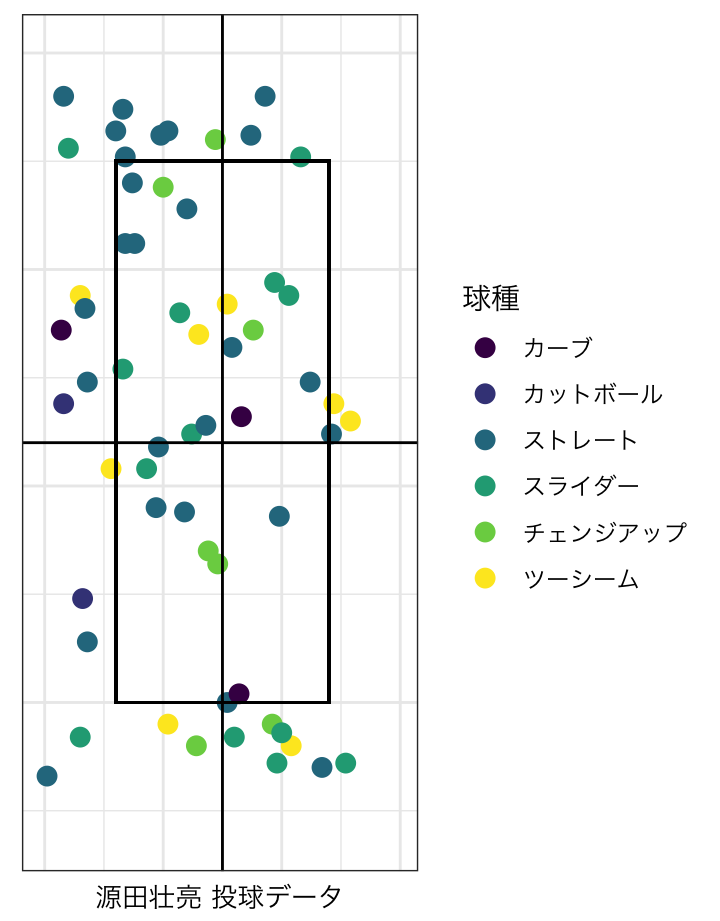 球種
カーブ
カットボール
ストレート
スライダー
チェンジアップ
ツーシーム
源田壮亮 投球データ